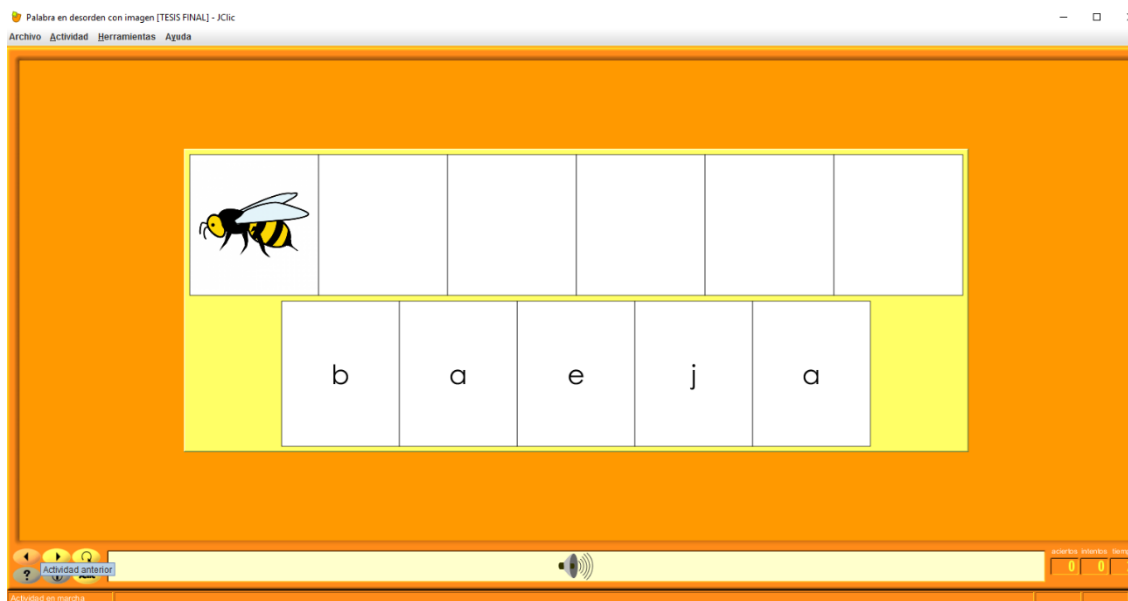 Palabra en desorden con imagen [TESIS FINAL] - JClic
Archivo Actividad Herramientas Ayuda
b a e j a
aciertos intentos
0 0
? Actividad anterior
Actividad en marcha